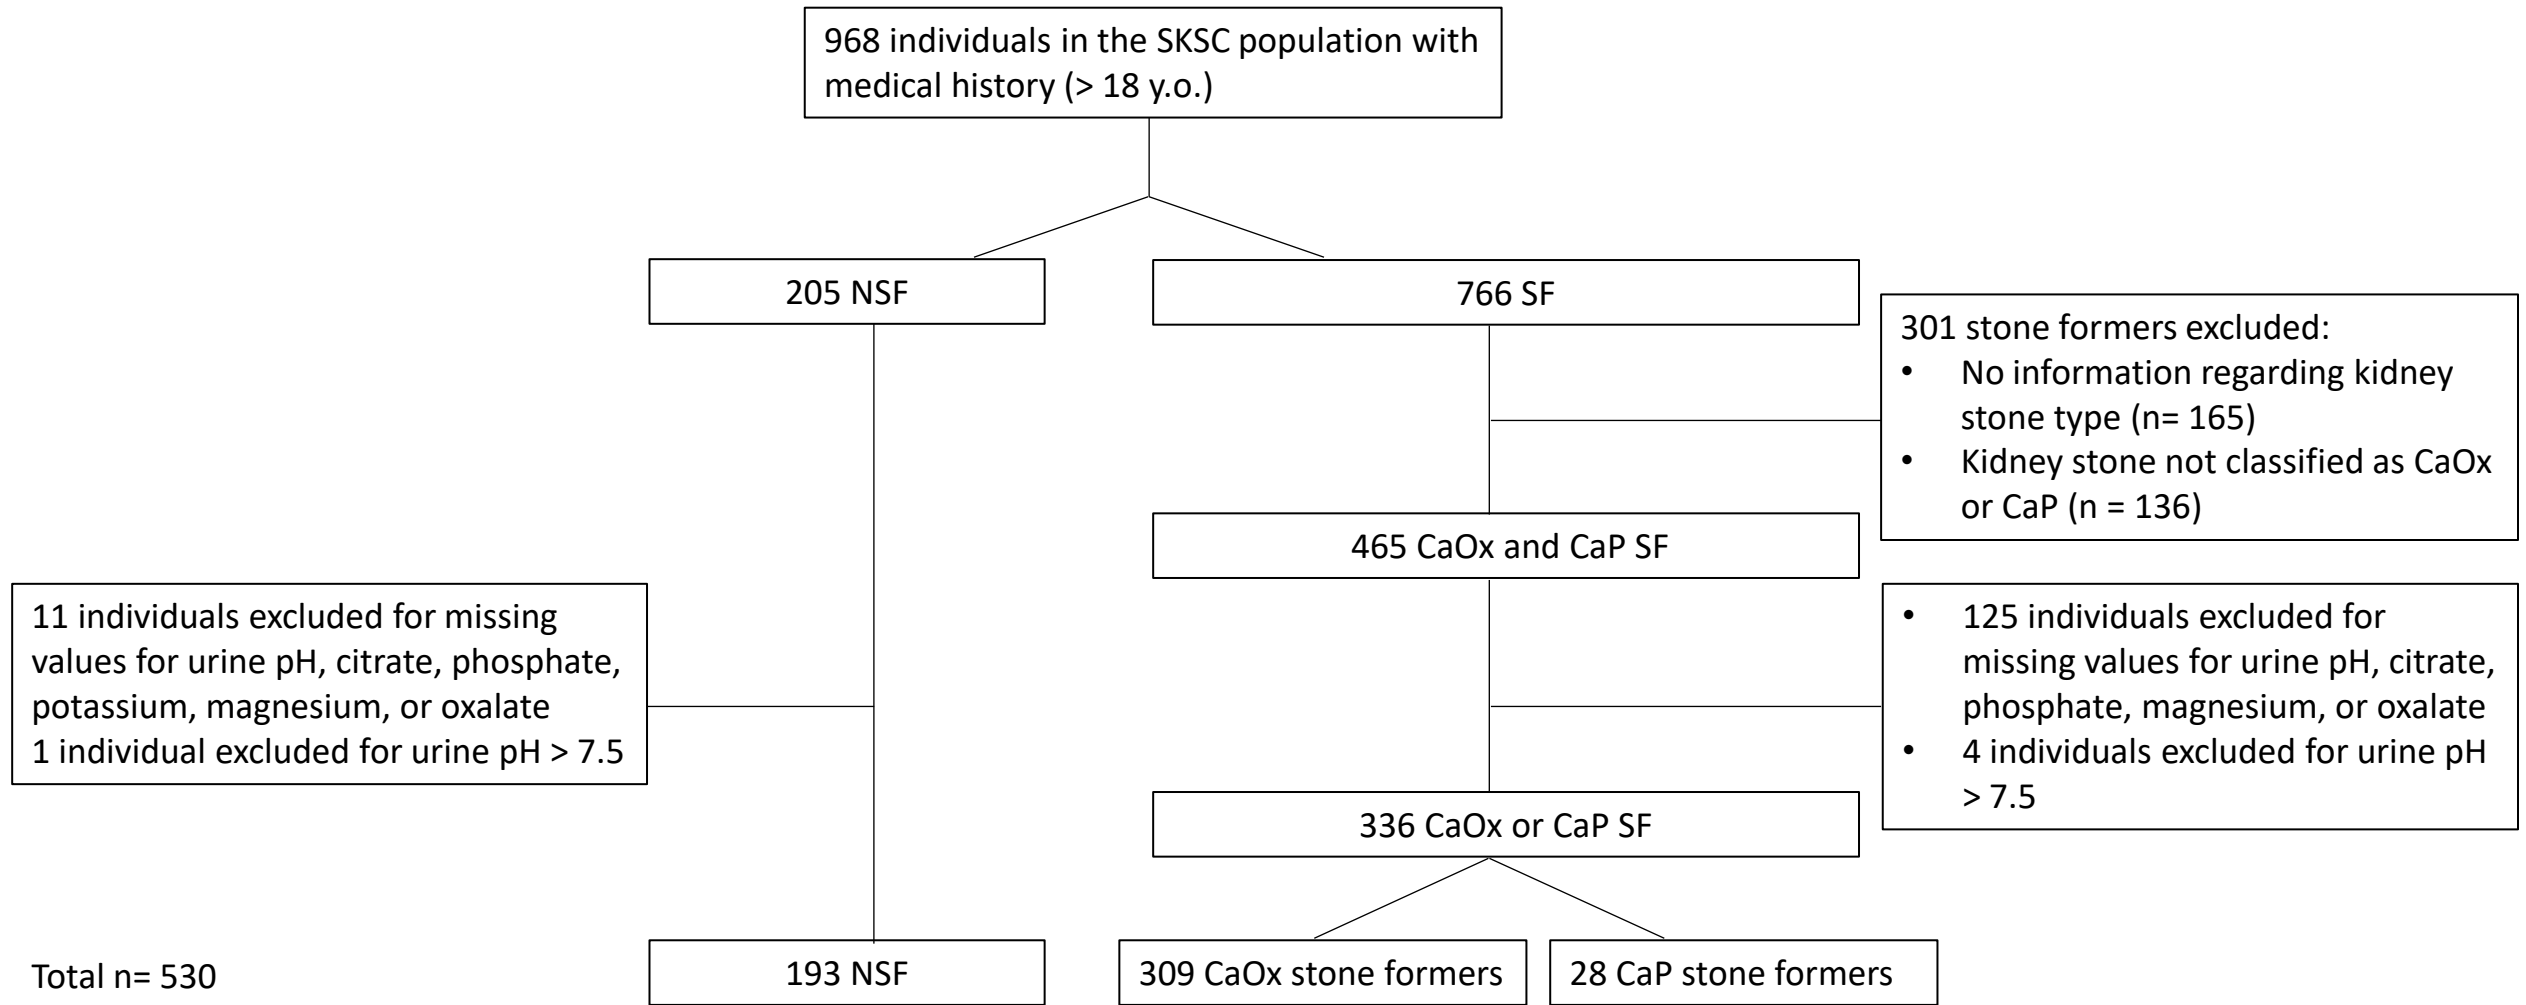 968 individuals in the SKSC population with
medical history (> 18 y.o.)
205 NSF
766 SF
301 stone formers excluded:
• No information regarding kidney
stone type (n= 165)
• Kidney stone not classified as CaOx
or CaP (n = 136)
465 CaOx and CaP SF
11 individuals excluded for missing
values for urine pH, citrate, phosphate,
potassium, magnesium, or oxalate
1 individual excluded for urine pH > 7.5
• 125 individuals excluded for
missing values for urine pH, citrate,
phosphate, magnesium, or oxalate
• 4 individuals excluded for urine pH
> 7.5
336 CaOx or CaP SF
Total n= 530
193 NSF
309 CaOx stone formers
28 CaP stone formers